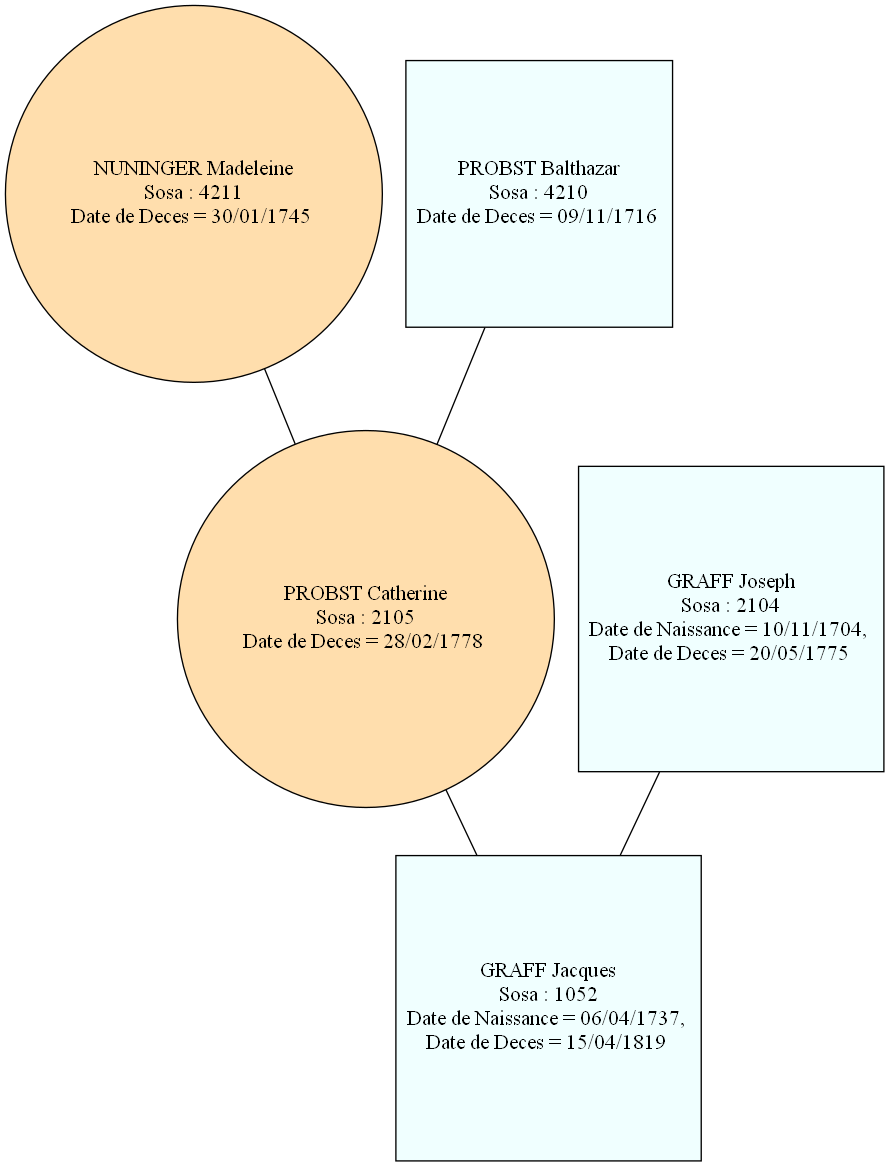 NUNINGER Madeleine
Sosa : 4211
Date de Deces = 30/01/1745
PROBST Balthazar
Sosa : 4210
Date de Deces = 09/11/1716
PROBST Catherine
Sosa : 2105
Date de Deces = 28/02/1778
GRAFF Joseph
Sosa : 2104
Date de Naissance = 10/11/1704,
Date de Deces = 20/05/1775
GRAFF Jacques
Sosa : 1052
Date de Naissance = 06/04/1737,
Date de Deces = 15/04/1819